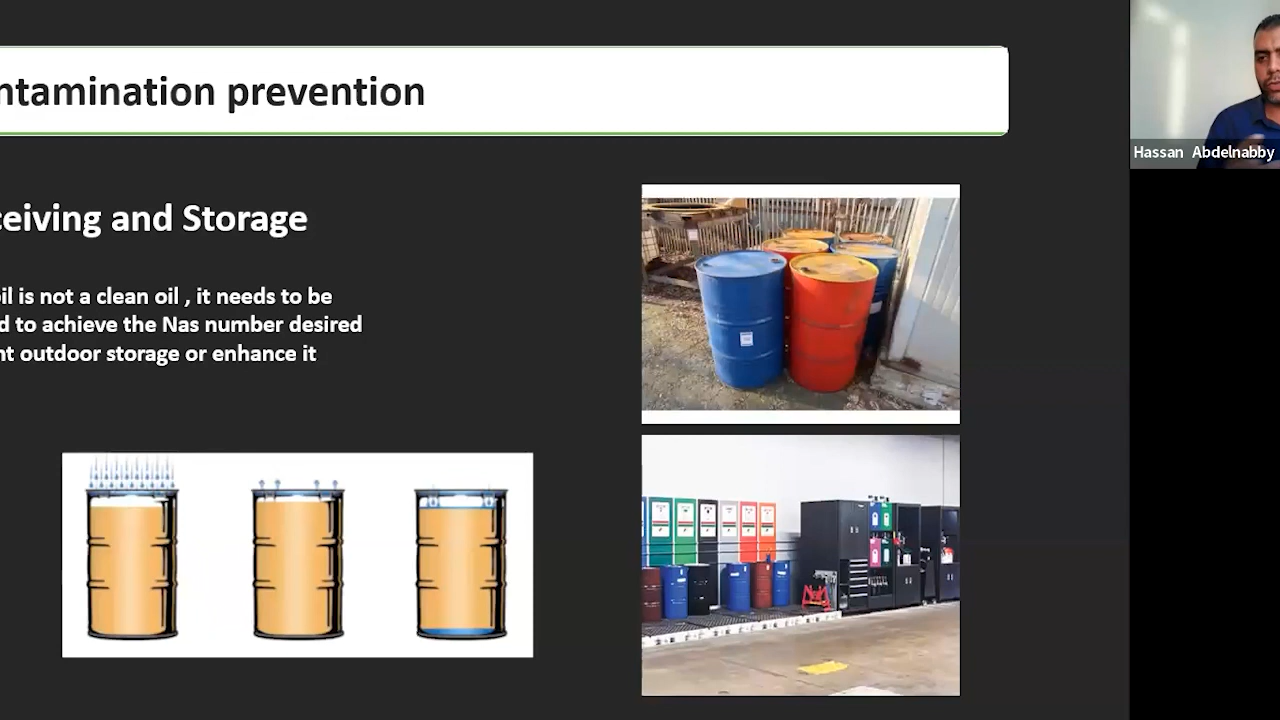 ntamination prevention
Hassan Abdelnabby
ceiving and Storage
il is not a clean oil , it needs to be
d to achieve the Nas number desired
nt outdoor storage or enhance it